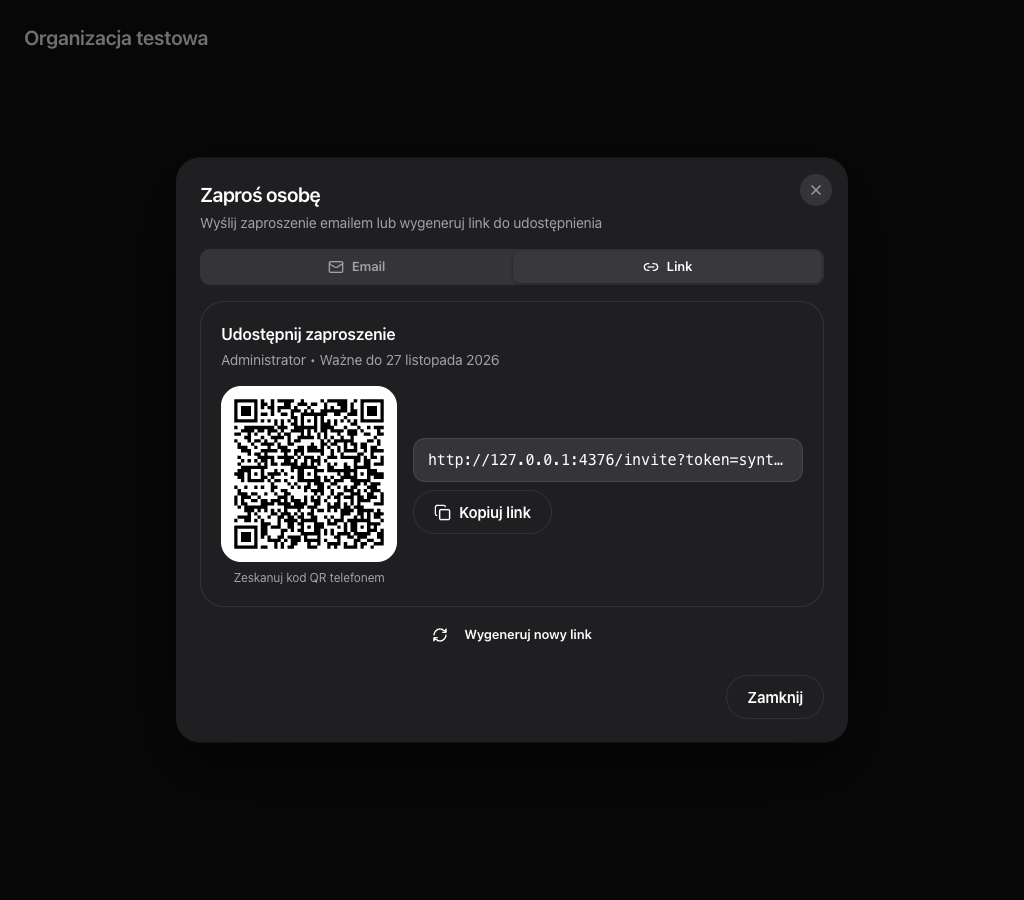 Organizacja testowa
Zaproś osobę
Wyślij zaproszenie emailem lub wygeneruj link do udostępnienia
Email
Link
Udostępnij zaproszenie
Administrator • Ważne do 27 listopada 2026
http://127.0.0.1:4376/invite?token=synt…
Kopiuj link
Zeskanuj kod QR telefonem
Wygeneruj nowy link
Zamknij